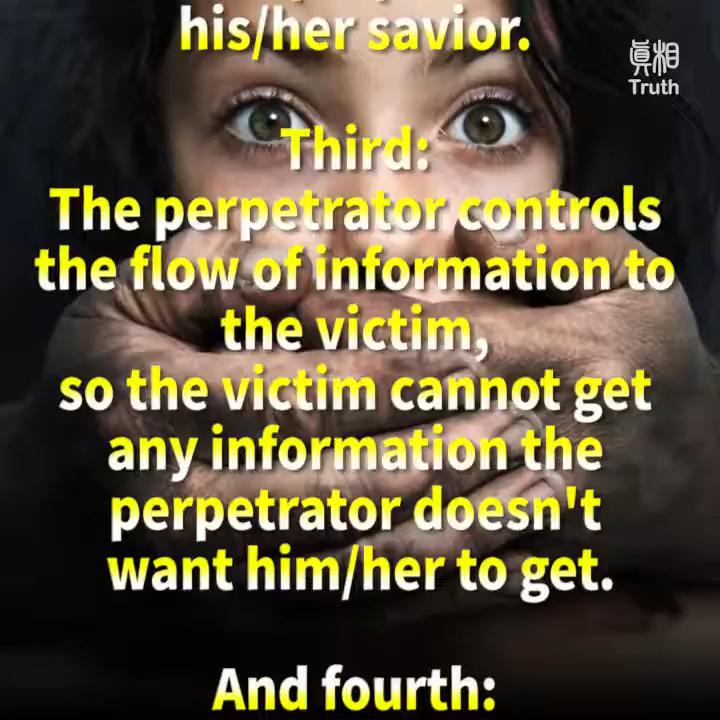 his/her savior.
眞相
Truth
Third:
The perpetrator controls
the flow of information to
the victim,
so the victim cannot get
any information the
perpetrator doesn't
want him/her to get.
And fourth: